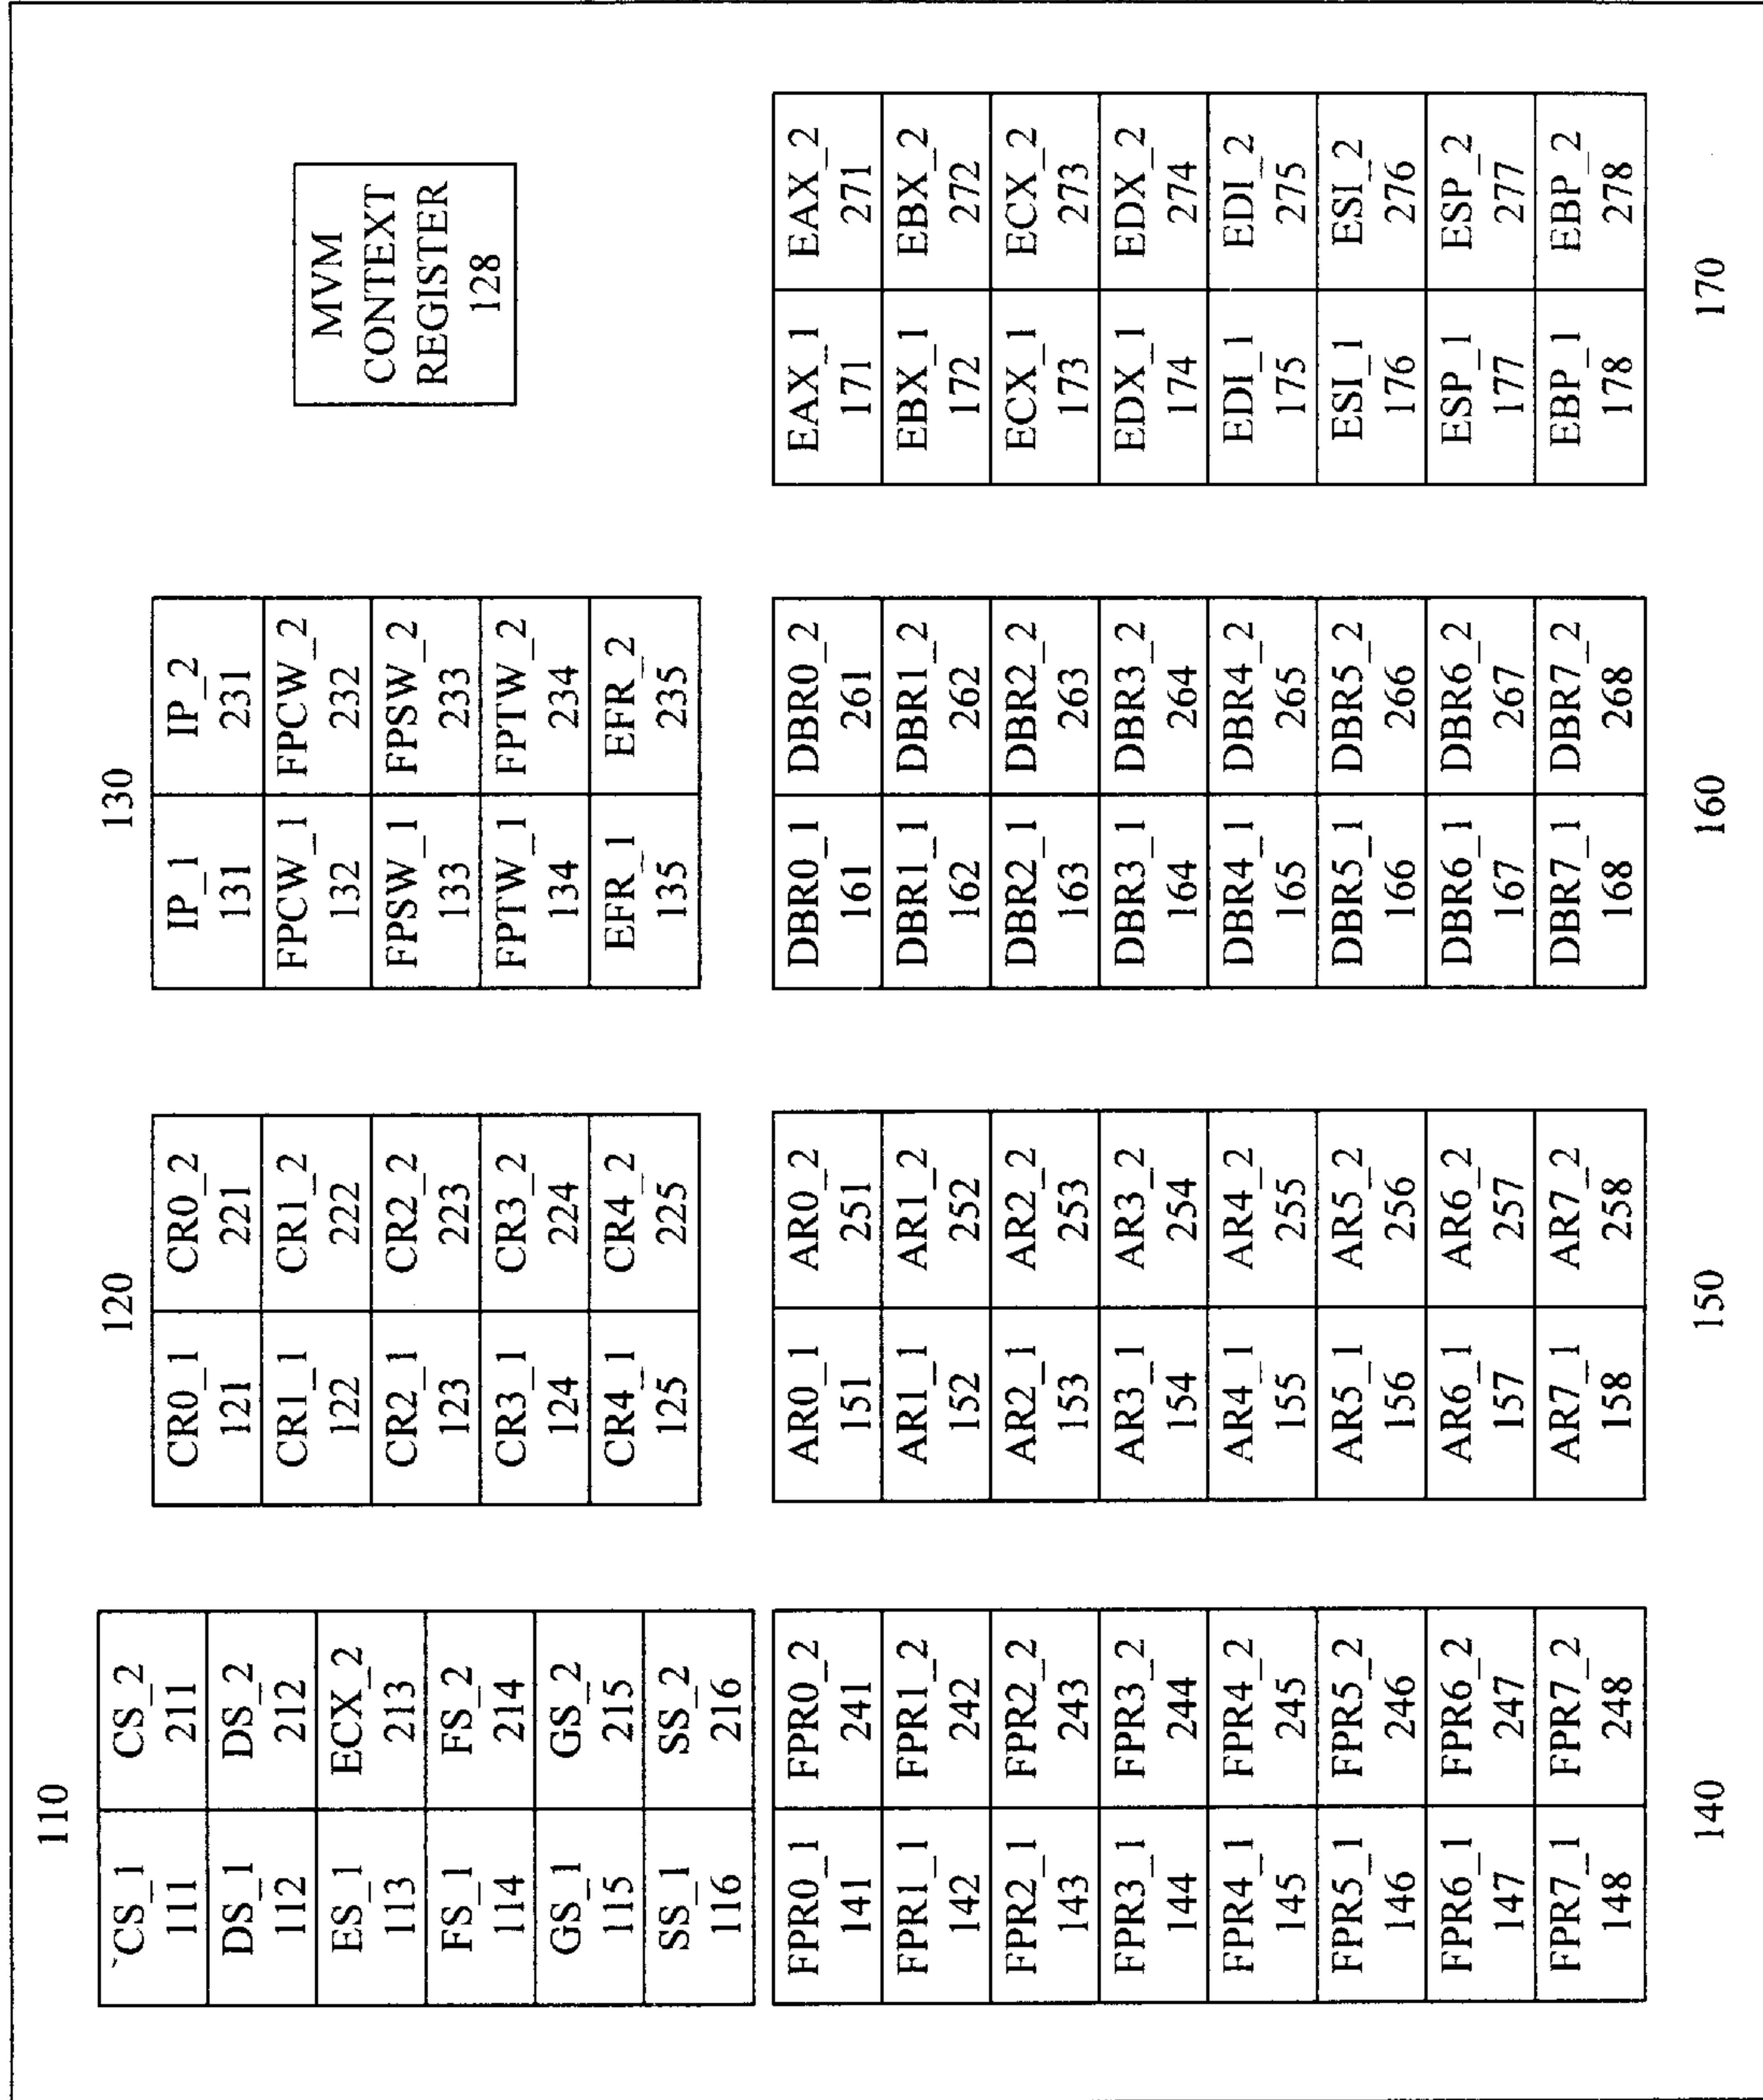 110
CS_1 CS_2
111 211
DS_1 DS_2
112 212
ES_1 ECX_2
113 213
FS_1 FS_2
114 214
GS_1 GS_2
115 215
SS_1 SS_2
116 216
120
CR0_1 CR0_2
121 221
CR1_1 CR1_2
122 222
CR2_1 CR2_2
123 223
CR3_1 CR3_2
124 224
CR4_1 CR4_2
125 225
130
IP_1 IP_2
131 231
FPCW_1 FPCW_2
132 232
FPSW_1 FPSW_2
133 233
FPTW_1 FPTW_2
134 234
EFR_1 EFR_2
135 235
MVM
CONTEXT
REGISTER
128
FPR0_1 FPR0_2
141 241
FPR1_1 FPR1_2
142 242
FPR2_1 FPR2_2
143 243
FPR3_1 FPR3_2
144 244
FPR4_1 FPR4_2
145 245
FPR5_1 FPR5_2
146 246
FPR6_1 FPR6_2
147 247
FPR7_1 FPR7_2
148 248
140
AR0_1 AR0_2
151 251
AR1_1 AR1_2
152 252
AR2_1 AR2_2
153 253
AR3_1 AR3_2
154 254
AR4_1 AR4_2
155 255
AR5_1 AR5_2
156 256
AR6_1 AR6_2
157 257
AR7_1 AR7_2
158 258
150
DBR0_1 DBR0_2
161 261
DBR1_1 DBR1_2
162 262
DBR2_1 DBR2_2
163 263
DBR3_1 DBR3_2
164 264
DBR4_1 DBR4_2
165 265
DBR5_1 DBR5_2
166 266
DBR6_1 DBR6_2
167 267
DBR7_1 DBR7_2
168 268
160
EAX_1 EAX_2
171 271
EBX_1 EBX_2
172 272
ECX_1 ECX_2
173 273
EDX_1 EDX_2
174 274
EDI_1 EDI_2
175 275
ESI_1 ESI_2
176 276
ESP_1 ESP_2
177 277
EBP_1 EBP_2
178 278
170